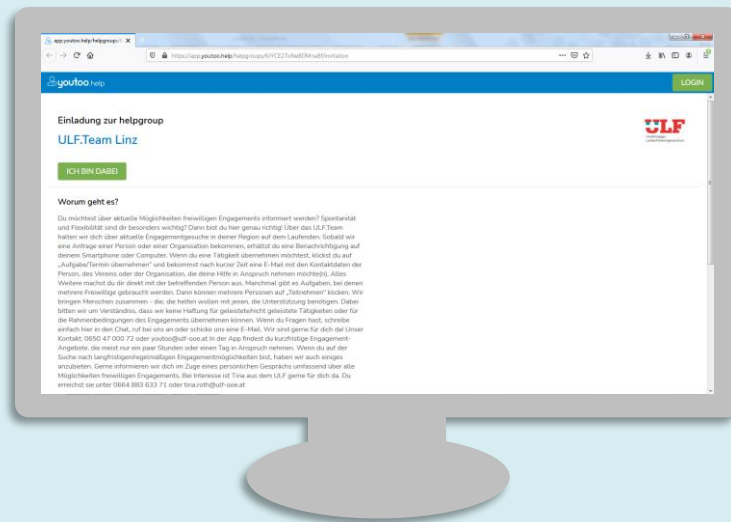 app.youtoo.help/helpgroups/
youtoo.help
LOGIN
Einladung zur helpgroup
ULF.Team Linz
ULF
ICH BIN DABEI
Worum geht es?
Du möchtest über aktuelle Möglichkeiten freiwilligen Engagements informiert werden? Spontanität
und Flexibilität sind dir besonders wichtig? Dann bist du hier genau richtig! Über das ULF.Team
halten wir dich über aktuelle Engagementgesuche in deiner Region auf dem Laufenden. Sobald wir
eine Anfrage einer Person oder einer Organisation bekommen, erhältst du eine Benachrichtigung auf
deinem Smartphone oder Computer. Wenn du eine Tätigkeit übernehmen möchtest, klickst du auf
„Aufgabe/Termin übernehmen" und bekommst nach kurzer Zeit eine E-Mail mit den Kontaktdaten der
Person, des Vereins oder der Organisation, die deine Hilfe in Anspruch nehmen möchte(n). Alles
Weitere machst du dir direkt mit der betreffenden Person aus. Manchmal gibt es Aufgaben, bei denen
mehrere Freiwillige gebraucht werden. Dann können mehrere Personen auf „Teilnehmen" klicken. Wir
bringen Menschen zusammen – die, die helfen wollen mit jenen, die Unterstützung benötigen. Dabei
bitten wir um Verständnis, dass wir keine Haftung für geleistete/nicht geleistete Tätigkeiten oder für
die Rahmenbedingungen des Engagements übernehmen können. Wenn du Fragen hast, schreibe
einfach hier in den Chat, ruf bei uns an oder schicke uns eine E-Mail. Wir sind gerne für dich da! Unser
Kontakt: 0650 47 000 72 oder youtoo@ulf-ooe.at In der App findest du kurzfristige Engagement-
Angebote, die meist nur ein paar Stunden oder einen Tag in Anspruch nehmen. Wenn du auf der
Suche nach langfristigen/regelmäßigen Engagementmöglichkeiten bist, haben wir auch einiges
anzubieten. Gerne informieren wir dich im Zuge eines persönlichen Gesprächs umfassend über alle
Möglichkeiten freiwilligen Engagements. Bei Interesse ist Tina aus dem ULF gerne für dich da. Du
erreichst sie unter 0664 883 633 71 oder tina.roth@ulf-ooe.at